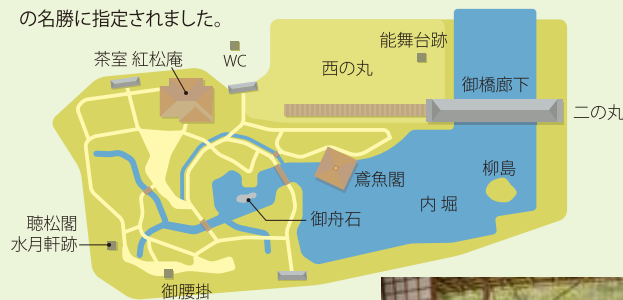 の名勝に指定されました。
能舞台跡
茶室 紅松庵
WC
西の丸
御橋廊下
二の丸
柳島
鳶魚閣
内 堀
御舟石
聴松閣
水月軒跡
御腰掛